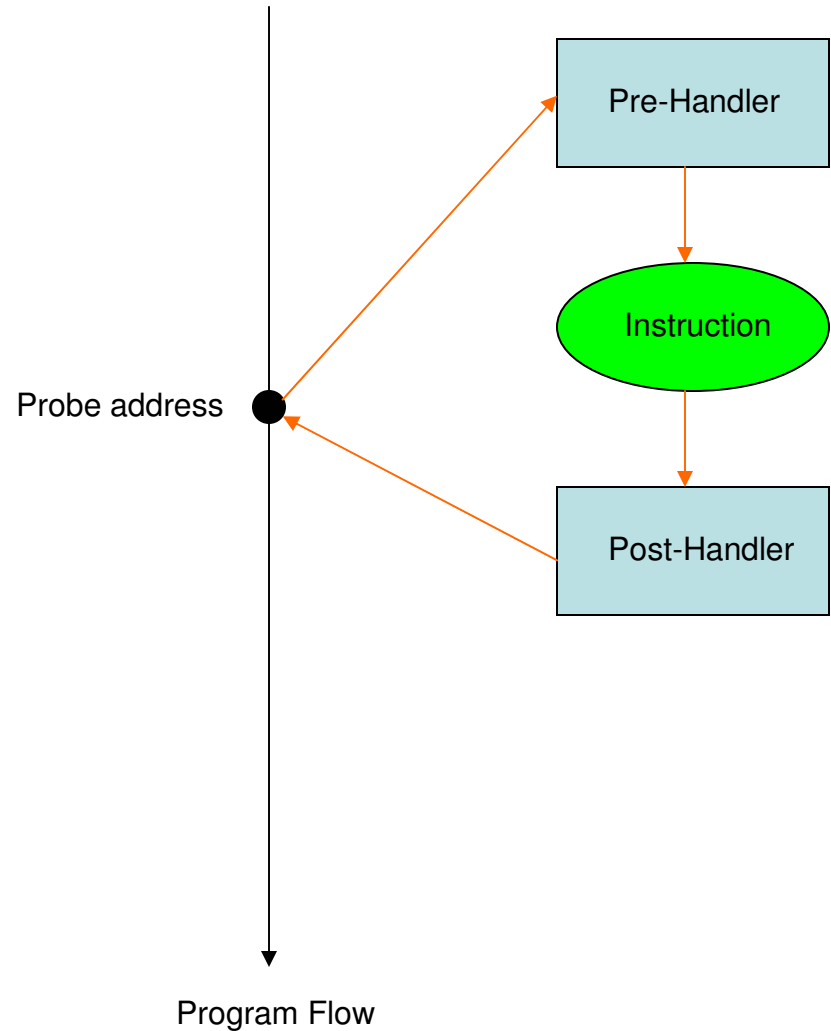 Pre-Handler
Instruction
Probe address
Post-Handler
Program Flow